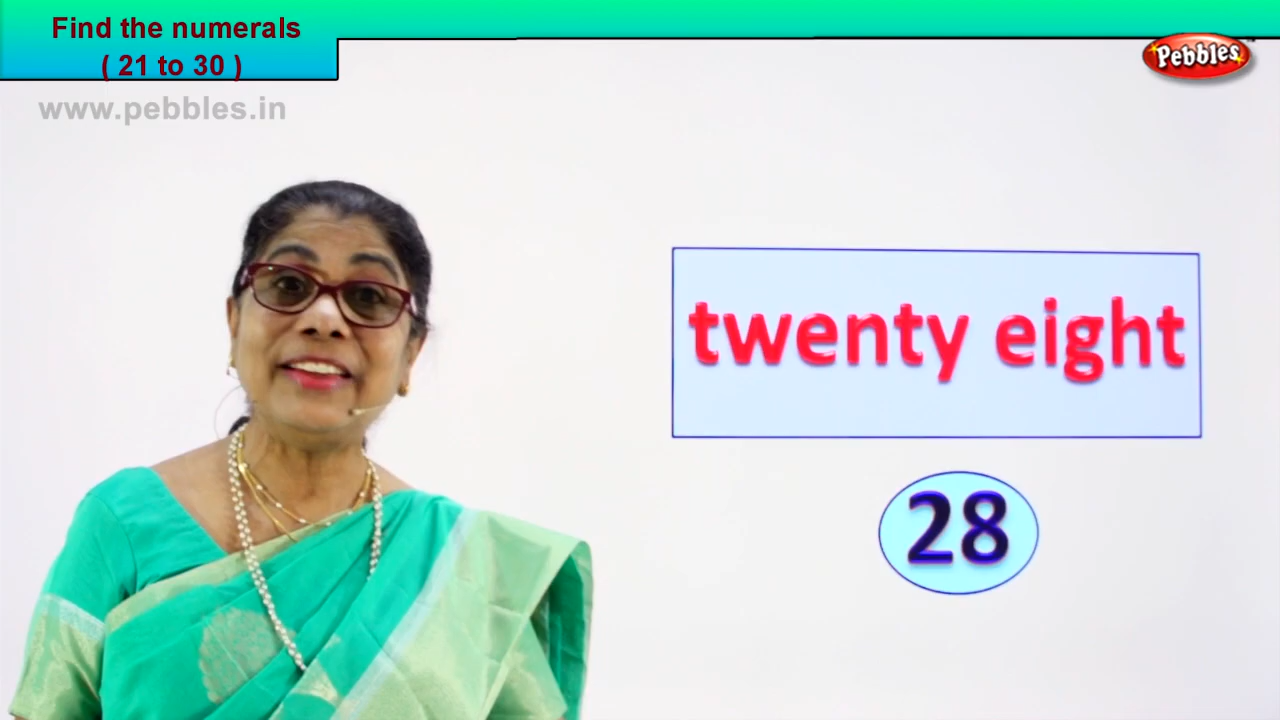 Find the numerals
( 21 to 30 )
Pebbles
www.pebbles.in
twenty eight
28